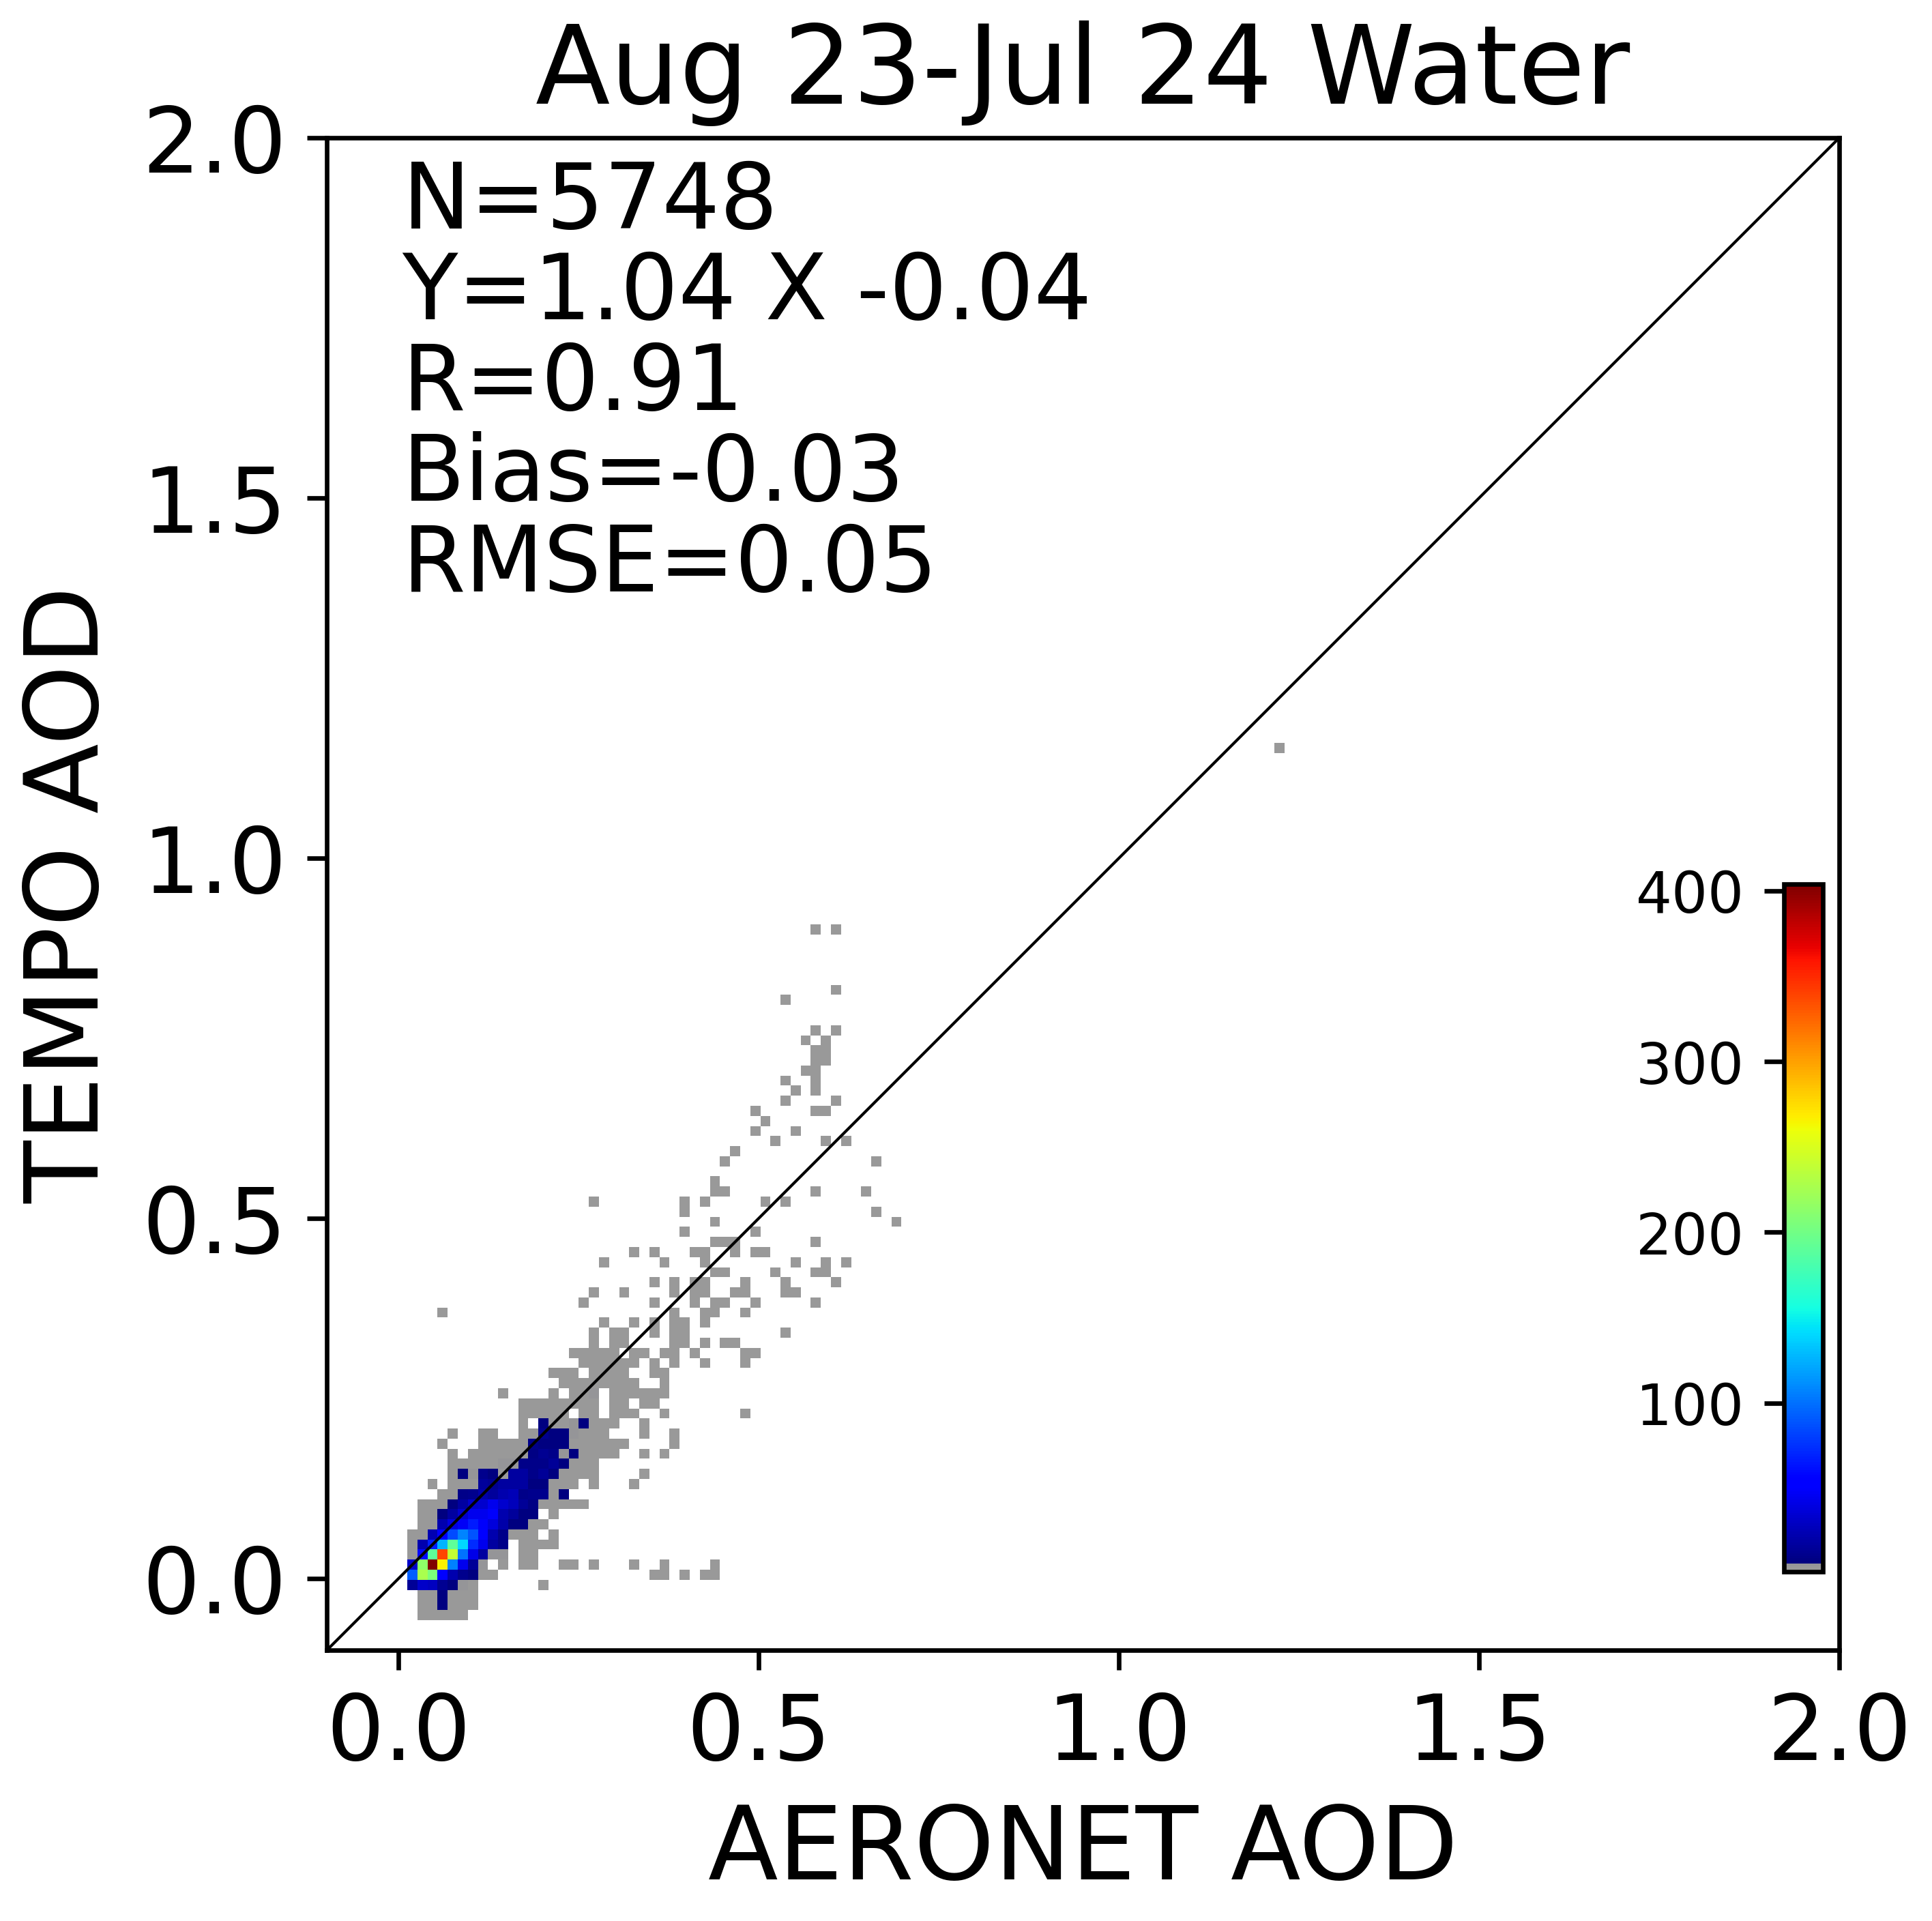 Aug 23-Jul 24 Water
2.0
N=5748
Y=1.04 X -0.04
R=0.91
Bias=-0.03
1.5
RMSE=0.05
TEMPO AOD
1.0
400
300
0.5
200
100
0.0
0.0 0.5 1.0 1.5 2.0
AERONET AOD